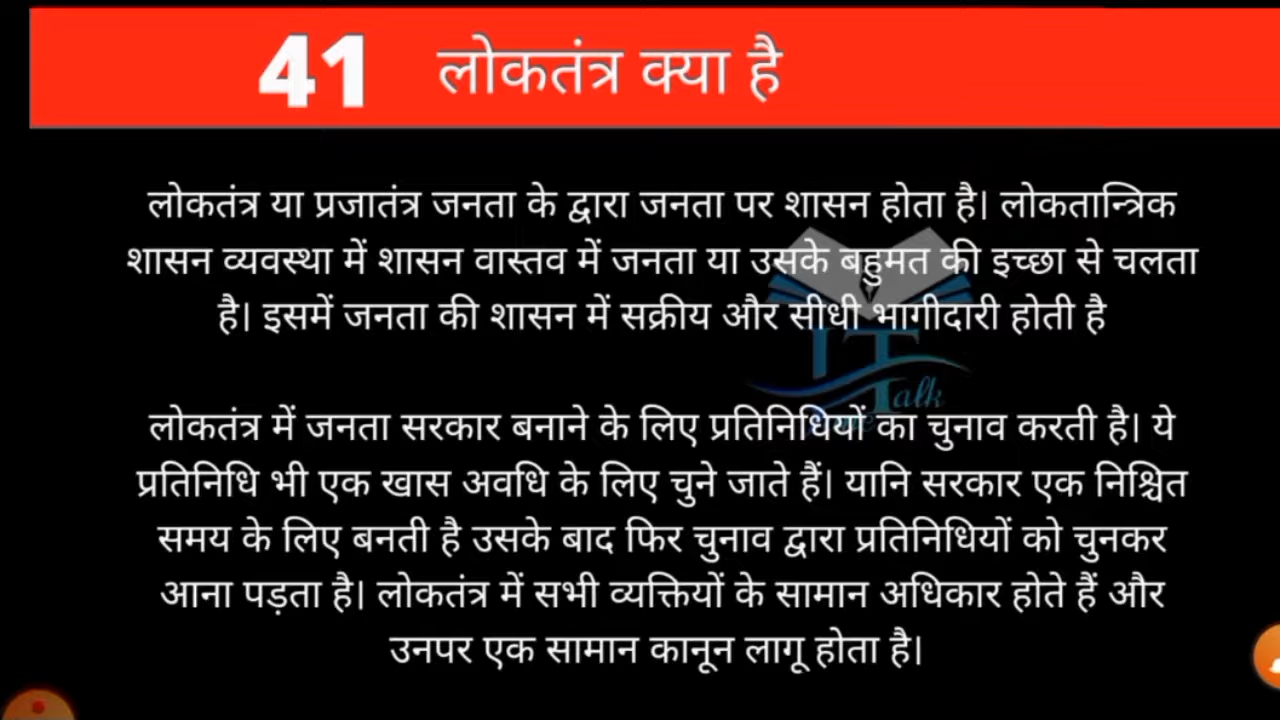 41 लोकतंत्र क्या है
लोकतंत्र या प्रजातंत्र जनता के द्वारा जनता पर शासन होता है। लोकतान्त्रिक
शासन व्यवस्था में शासन वास्तव में जनता या उसके बहुमत की इच्छा से चलता
है। इसमें जनता की शासन में सक्रीय और सीधी भागीदारी होती है
IT
Talk
लोकतंत्र में जनता सरकार बनाने के लिए प्रतिनिधियों का चुनाव करती है। ये
प्रतिनिधि भी एक खास अवधि के लिए चुने जाते हैं। यानि सरकार एक निश्चित
समय के लिए बनती है उसके बाद फिर चुनाव द्वारा प्रतिनिधियों को चुनकर
आना पड़ता है। लोकतंत्र में सभी व्यक्तियों के सामान अधिकार होते हैं और
उनपर एक सामान कानून लागू होता है।